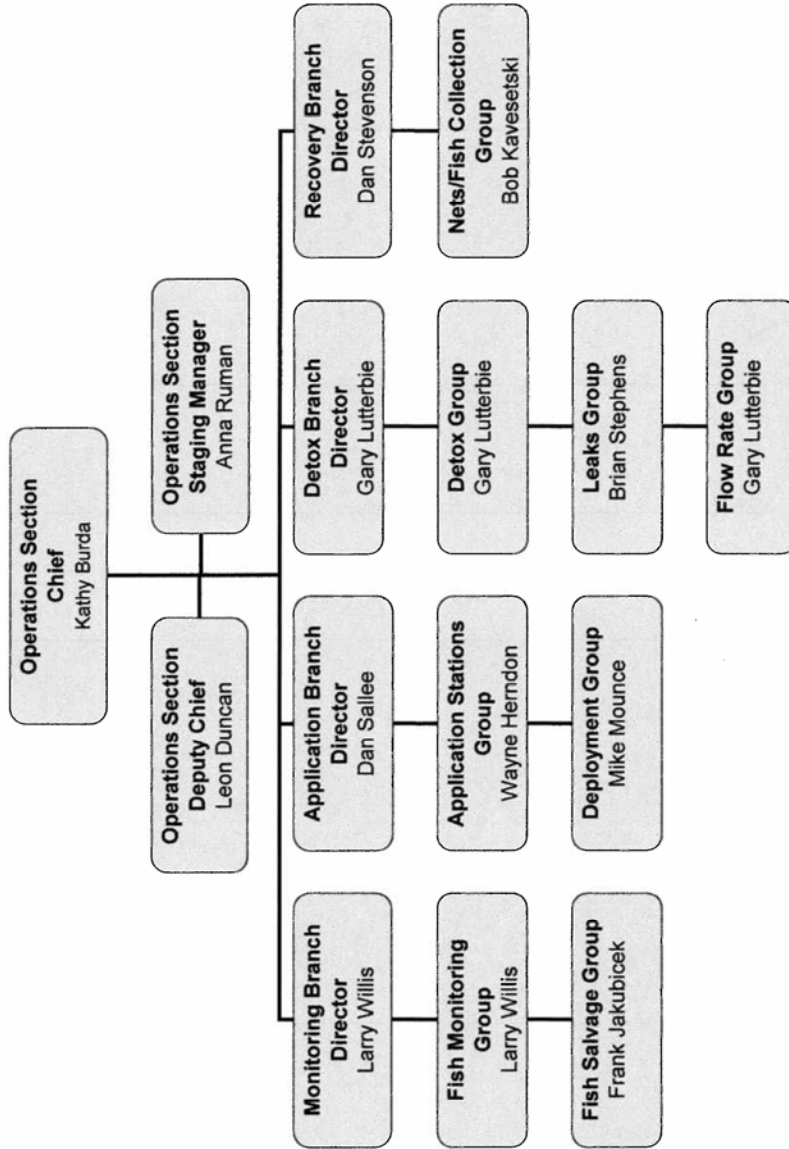 Operations Section
Chief
Kathy Burda
Operations Section
Deputy Chief
Leon Duncan
Operations Section
Staging Manager
Anna Ruman
Monitoring Branch
Director
Larry Willis
Application Branch
Director
Dan Sallee
Detox Branch
Director
Gary Lutterbie
Recovery Branch
Director
Dan Stevenson
Fish Monitoring
Group
Larry Willis
Application Stations
Group
Wayne Herndon
Detox Group
Gary Lutterbie
Nets/Fish Collection
Group
Bob Kavesetski
Fish Salvage Group
Frank Jakubicek
Deployment Group
Mike Mounce
Leaks Group
Brian Stephens
Flow Rate Group
Gary Lutterbie